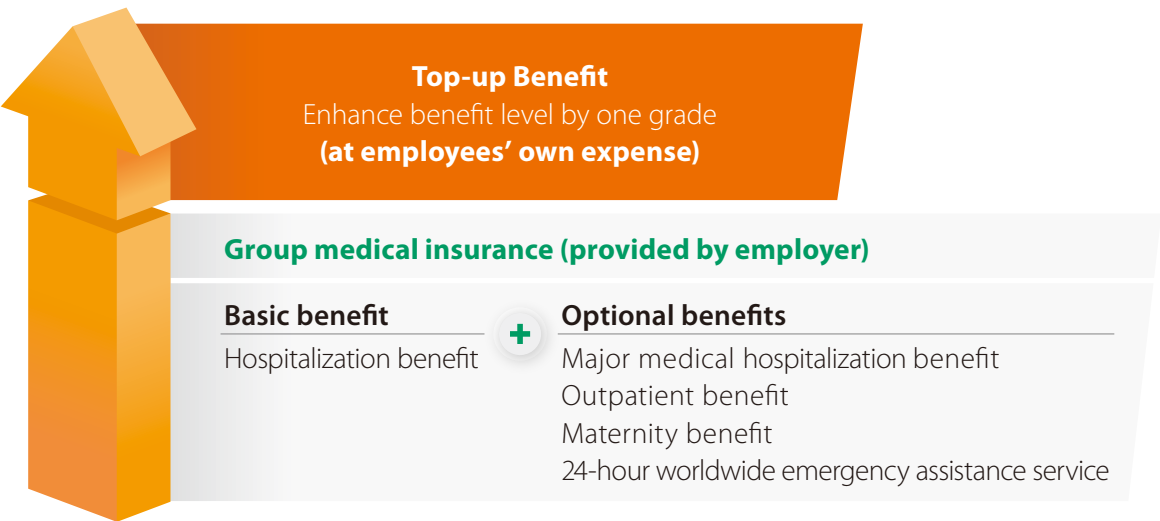 Top-up Benefit
Enhance benefit level by one grade
(at employees’ own expense)
Group medical insurance (provided by employer)
Basic benefit
Hospitalization benefit
+
Optional benefits
Major medical hospitalization benefit
Outpatient benefit
Maternity benefit
24-hour worldwide emergency assistance service